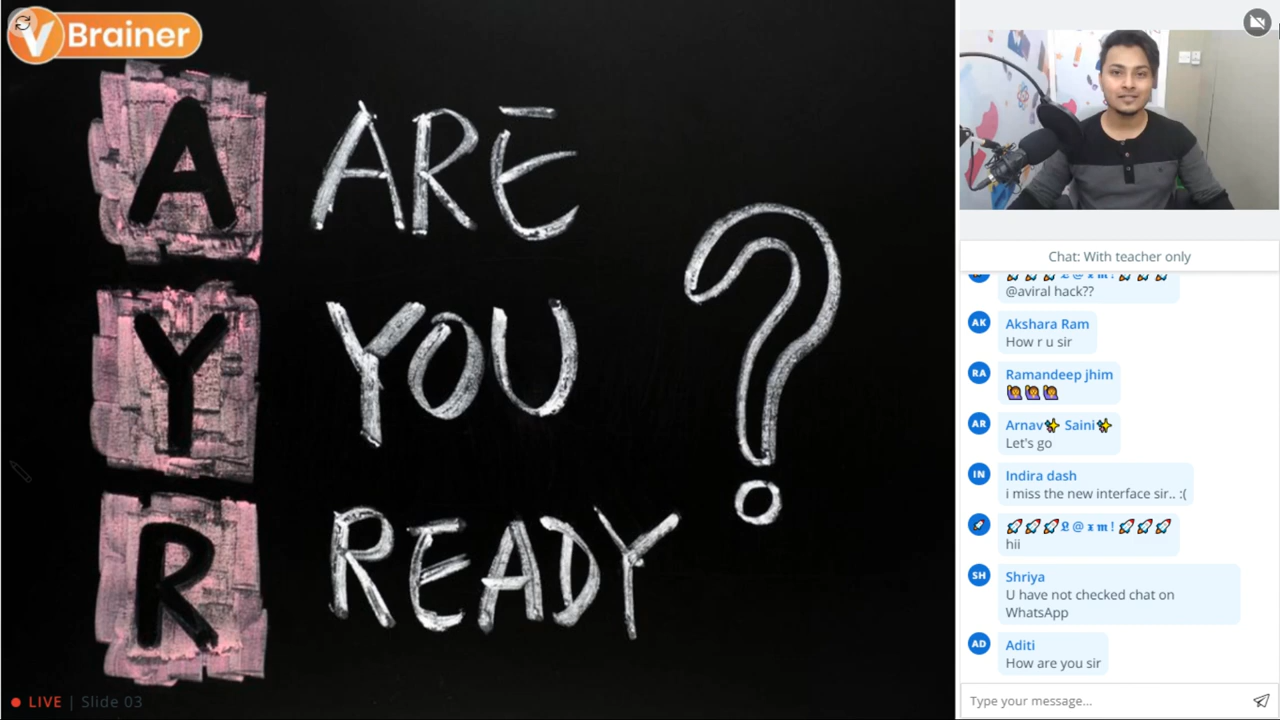 V Brainer
A ARE
Y YOU ?
R READY
LIVE | Slide 03
Chat: With teacher only
@aviral hack??
AK Akshara Ram
How r u sir
RA Ramandeep jhim
🙋🙋🙋
AR Arnav✨ Saini✨
Let's go
IN Indira dash
i miss the new interface sir.. :(
🚀🚀🚀 𝕷 @ 𝖝 𝖒 ! 🚀🚀🚀
hii
SH Shriya
U have not checked chat on
WhatsApp
AD Aditi
How are you sir
Type your message...